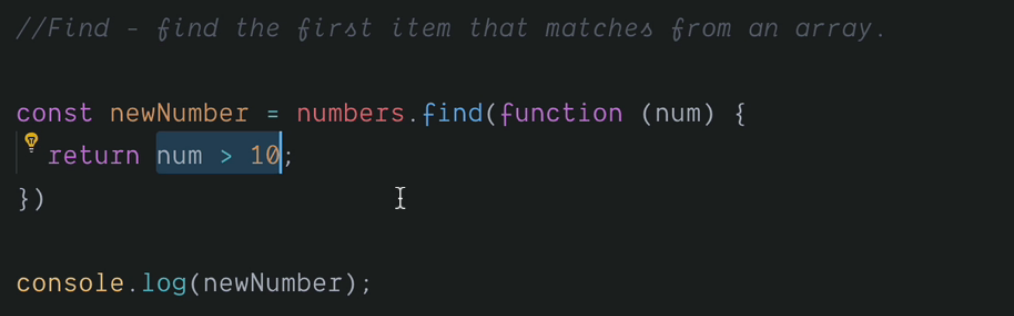 //Find - find the first item that matches from an array.
const newNumber = numbers.find(function (num) {
return num > 10;
})
console.log(newNumber);